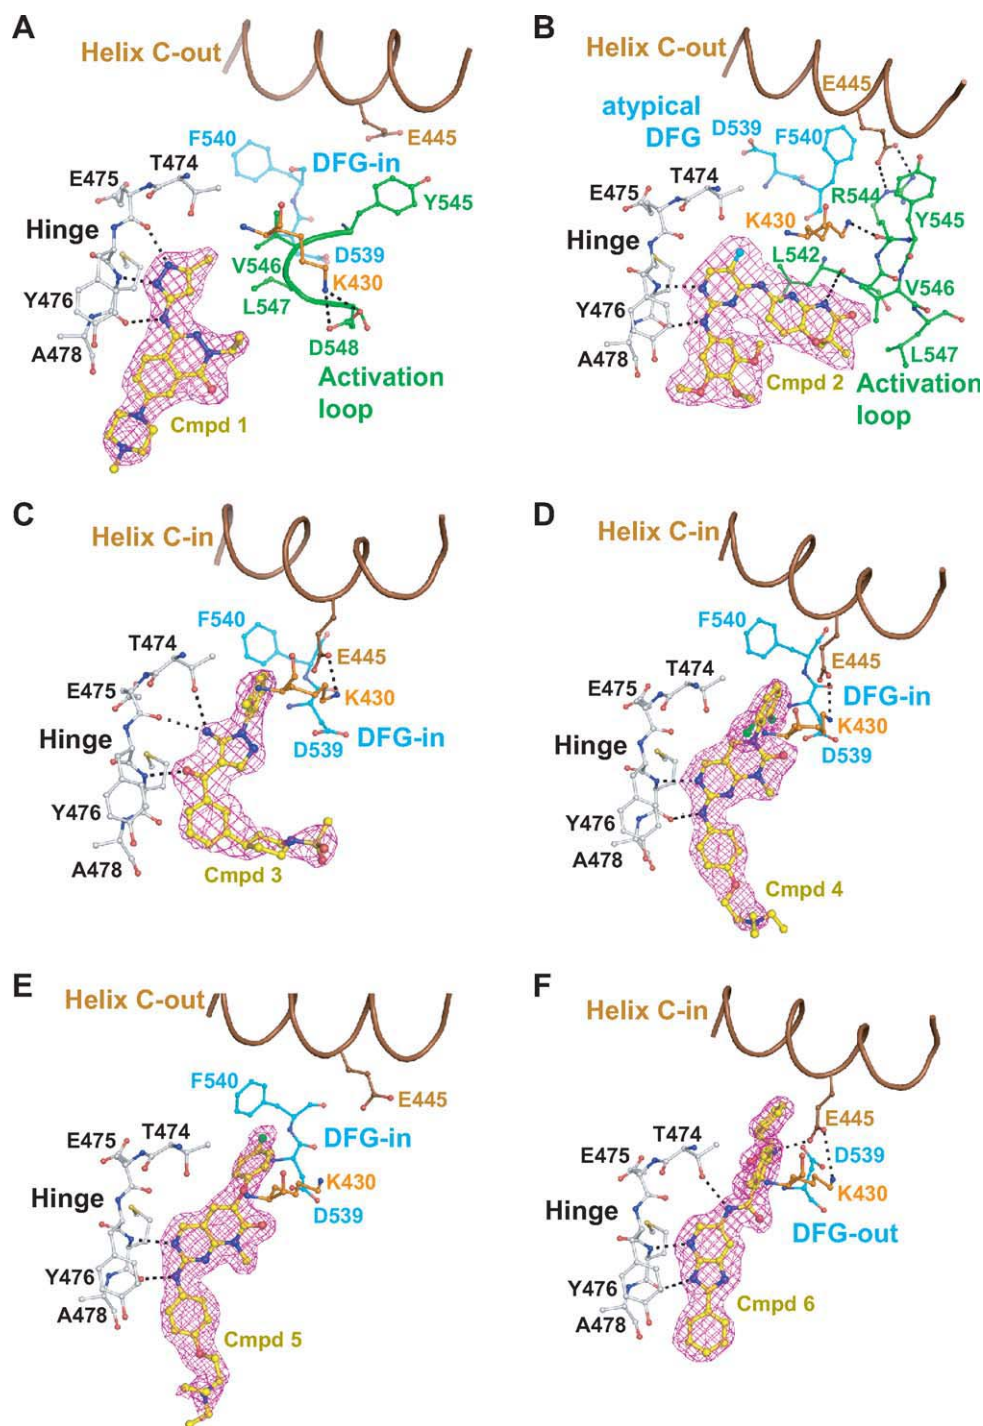 A
Helix C-out
E445
F540
DFG-in
T474
E475
Hinge
Y545
V546
D539
K430
L547
Y476
D548
A478
Activation
loop
Cmpd 1
B
Helix C-out
E445
atypical
DFG
D539
F540
T474
E475
R544
Hinge
K430
Y545
L542
Y476
V546
A478
L547
Cmpd 2
Activation
loop
C
Helix C-in
F540
T474
E445
E475
K430
Hinge
D539
DFG-in
Y476
A478
Cmpd 3
D
Helix C-in
F540
T474
E445
E475
DFG-in
K430
Hinge
D539
Y476
A478
Cmpd 4
E
Helix C-out
F540
E445
T474
E475
DFG-in
K430
Hinge
D539
Y476
A478
Cmpd 5
F
Helix C-in
E445
T474
E475
D539
K430
Hinge
DFG-out
Y476
Cmpd 6
A478